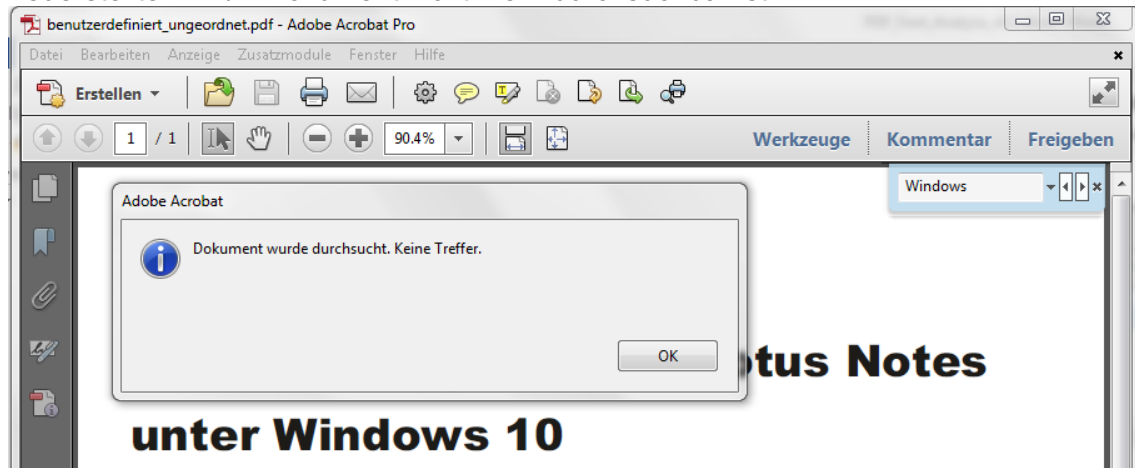 benutzerdefiniert_ungeordnet.pdf - Adobe Acrobat Pro
Datei Bearbeiten Anzeige Zusatzmodule Fenster Hilfe
Erstellen
1 / 1 90.4% Werkzeuge Kommentar Freigeben
Windows
Adobe Acrobat
Dokument wurde durchsucht. Keine Treffer.
OK
otus Notes
unter Windows 10